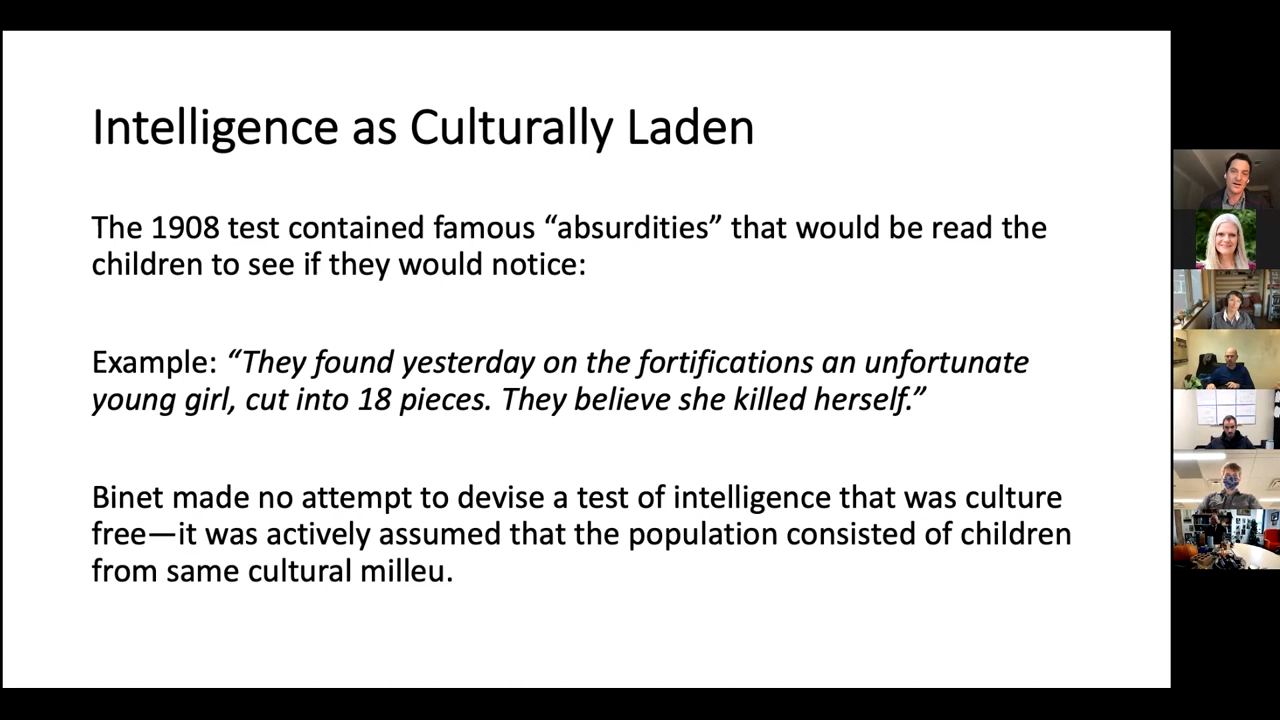 Intelligence as Culturally Laden
The 1908 test contained famous “absurdities” that would be read the
children to see if they would notice:
Example: “They found yesterday on the fortifications an unfortunate
young girl, cut into 18 pieces. They believe she killed herself.”
Binet made no attempt to devise a test of intelligence that was culture
free—it was actively assumed that the population consisted of children
from same cultural milleu.